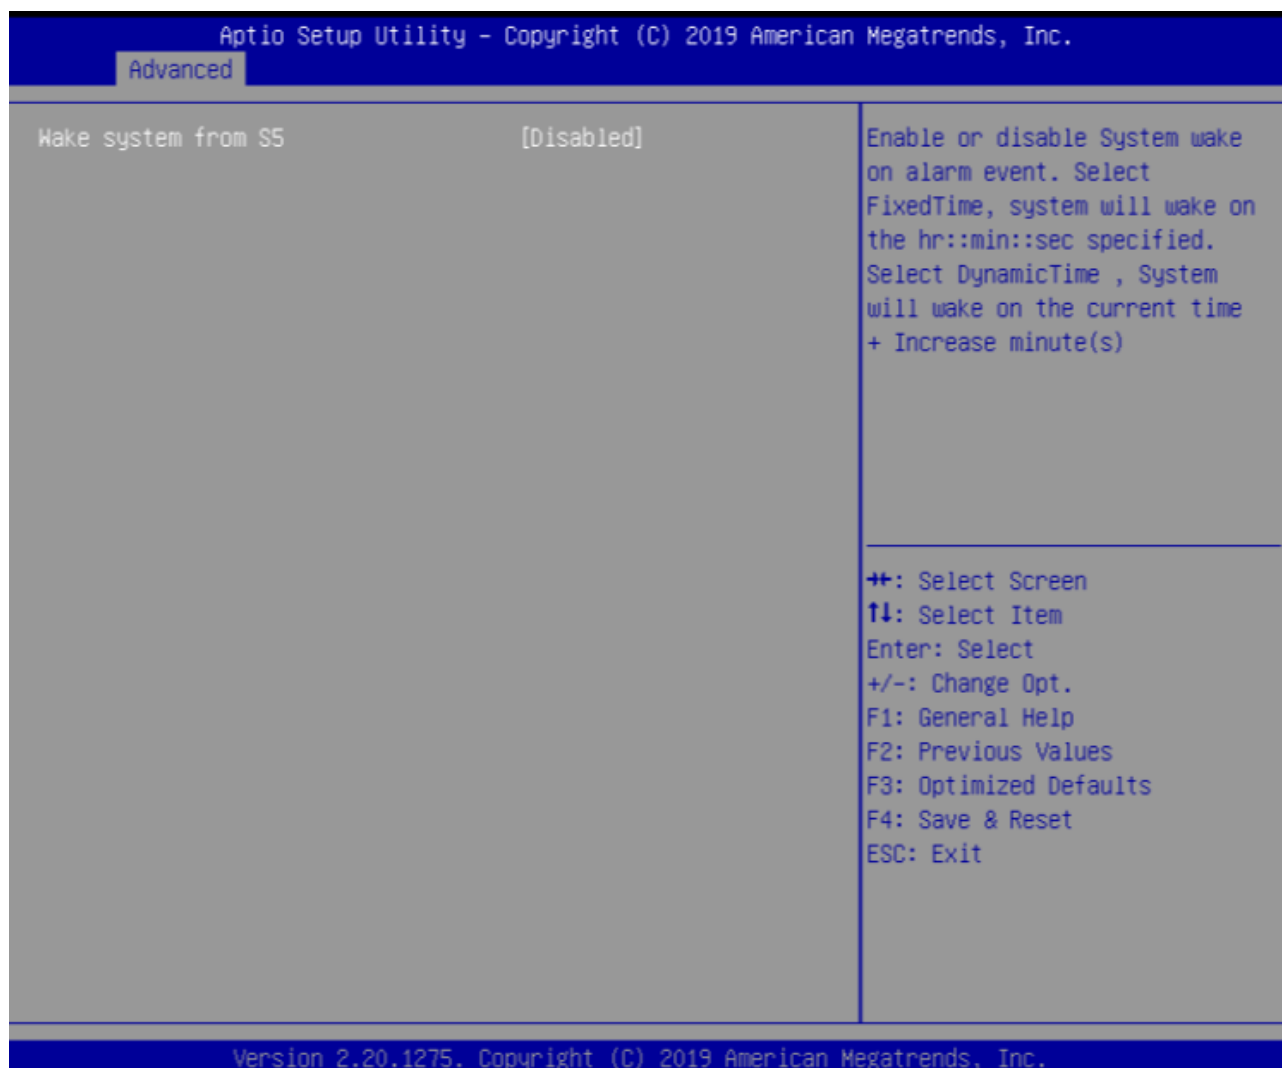 Aptio Setup Utility – Copyright (C) 2019 American Megatrends, Inc.
Advanced
Wake system from S5 [Disabled]
Enable or disable System wake
on alarm event. Select
FixedTime, system will wake on
the hr::min::sec specified.
Select DynamicTime , System
will wake on the current time
+ Increase minute(s)
→←: Select Screen
↑↓: Select Item
Enter: Select
+/-: Change Opt.
F1: General Help
F2: Previous Values
F3: Optimized Defaults
F4: Save & Reset
ESC: Exit
Version 2.20.1275. Copyright (C) 2019 American Megatrends, Inc.